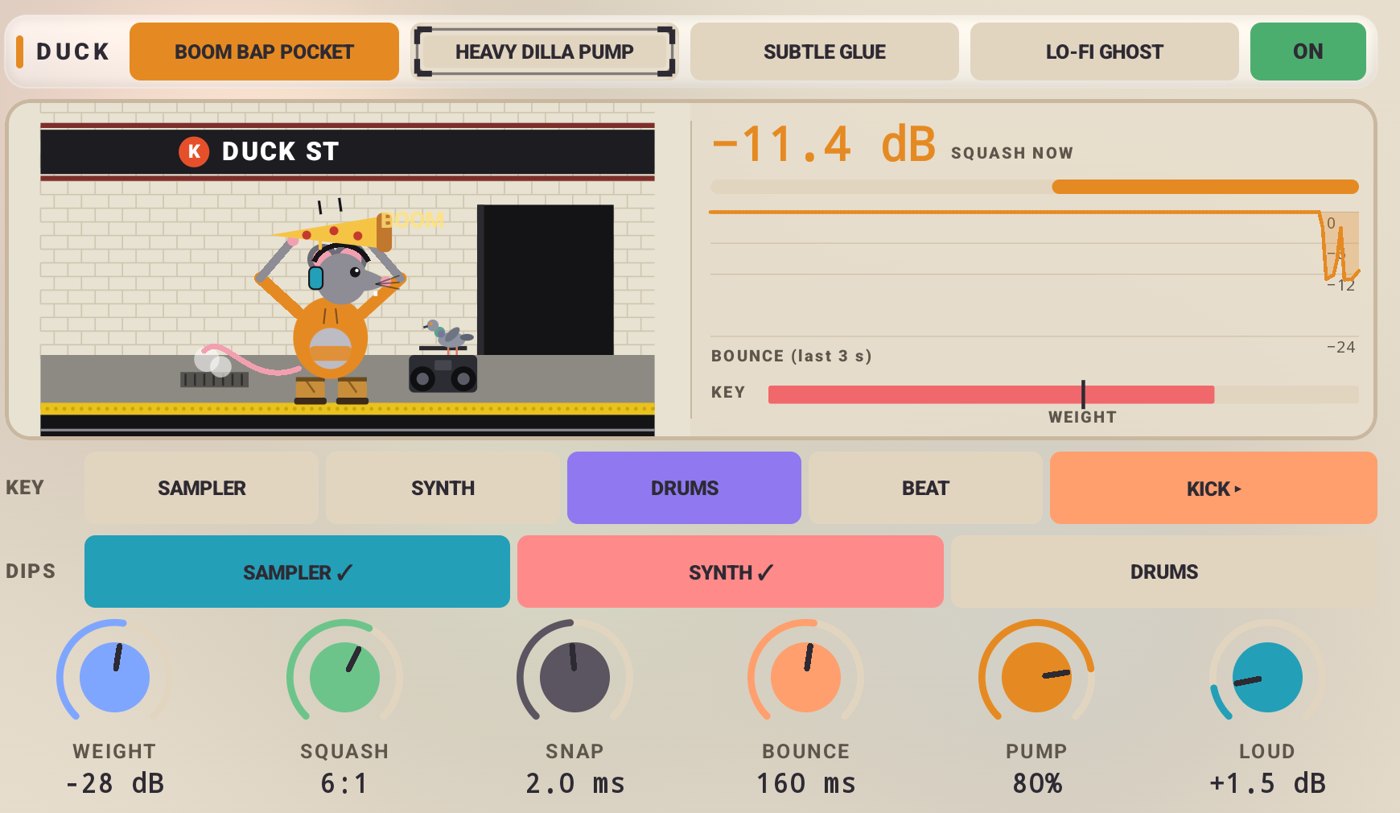 DUCK
BOOM BAP POCKET
HEAVY DILLA PUMP
SUBTLE GLUE
LO-FI GHOST
ON
K DUCK ST
BOOM
−11.4 dB SQUASH NOW
0
−12
−24
BOUNCE (last 3 s)
KEY
WEIGHT
KEY
SAMPLER
SYNTH
DRUMS
BEAT
KICK ▸
DIPS
SAMPLER ✓
SYNTH ✓
DRUMS
WEIGHT
SQUASH
SNAP
BOUNCE
PUMP
LOUD
-28 dB
6:1
2.0 ms
160 ms
80%
+1.5 dB